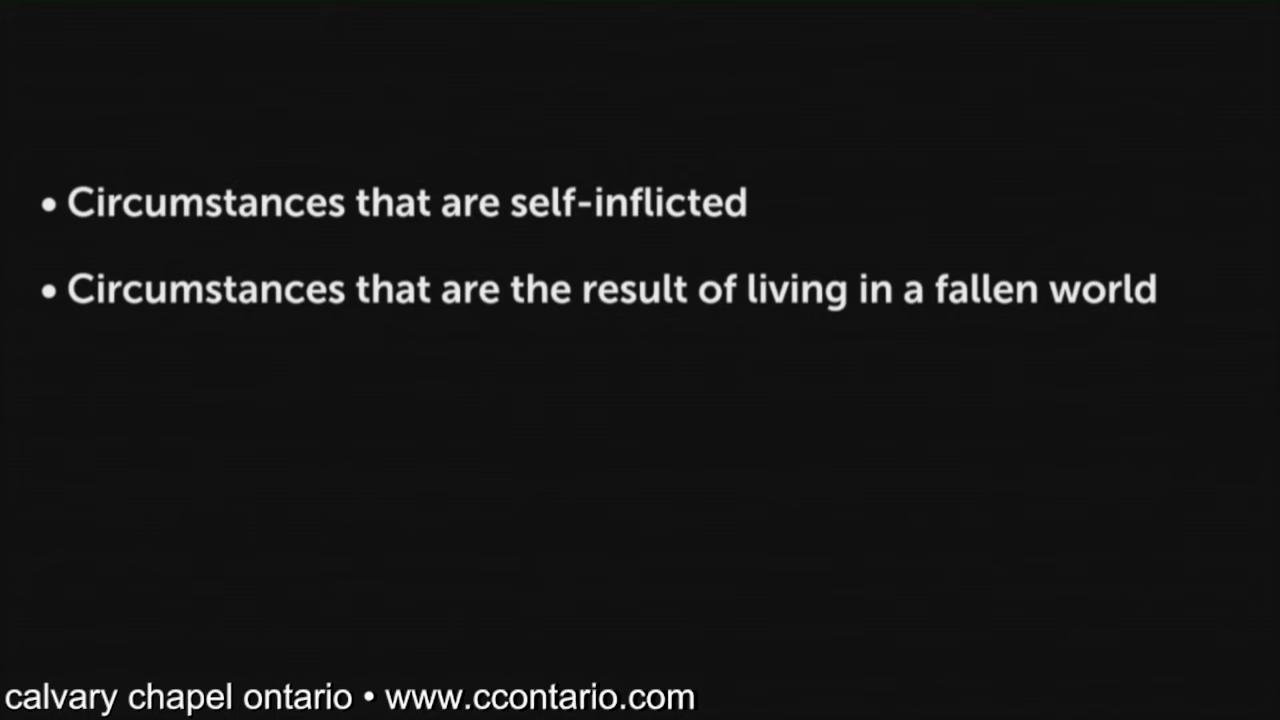 • Circumstances that are self-inflicted
• Circumstances that are the result of living in a fallen world
calvary chapel ontario • www.ccontario.com